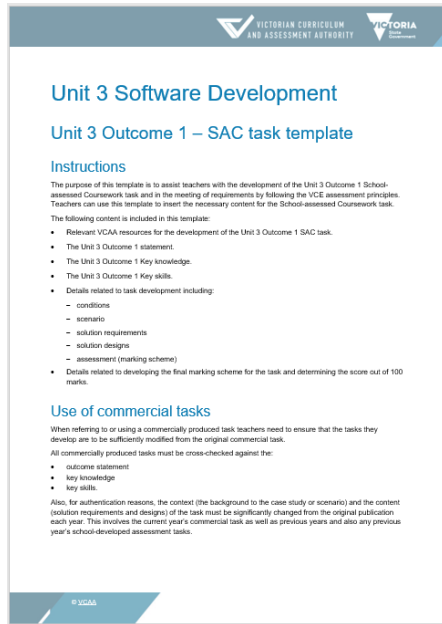 VICTORIAN CURRICULUM
AND ASSESSMENT AUTHORITY
VICTORIA
State
Government
Unit 3 Software Development
Unit 3 Outcome 1 – SAC task template
Instructions
The purpose of this template is to assist teachers with the development of the Unit 3 Outcome 1 School-
assessed Coursework task and in the meeting of requirements by following the VCE assessment principles.
Teachers can use this template to insert the necessary content for the School-assessed Coursework task.
The following content is included in this template:
• Relevant VCAA resources for the development of the Unit 3 Outcome 1 SAC task.
• The Unit 3 Outcome 1 statement.
• The Unit 3 Outcome 1 Key knowledge.
• The Unit 3 Outcome 1 Key skills.
• Details related to task development including:
– conditions
– scenario
– solution requirements
– solution designs
– assessment (marking scheme)
• Details related to developing the final marking scheme for the task and determining the score out of 100
marks.
Use of commercial tasks
When referring to or using a commercially produced task teachers need to ensure that the tasks they
develop are to be sufficiently modified from the original commercial task.
All commercially produced tasks must be cross-checked against the:
• outcome statement
• key knowledge
• key skills.
Also, for authentication reasons, the context (the background to the case study or scenario) and the content
(solution requirements and designs) of the task must be significantly changed from the original publication
each year. This involves the current year's commercial task as well as previous years and also any previous
year's school-developed assessment tasks.
© VCAA